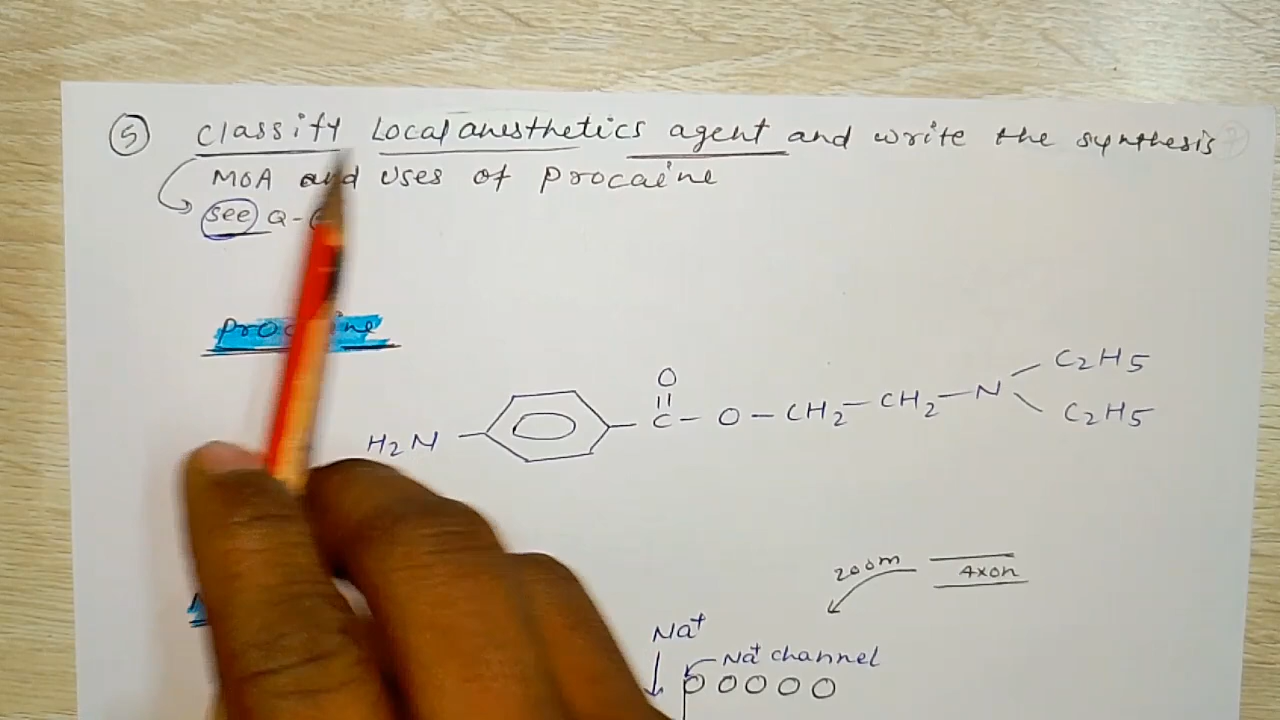 5 Classify Local anesthetics agent and write the synthesis
MOA and uses of Procaine
See Q-
Procaine
O
||
H2N C - O - CH2 - CH2 - N C2H5
C2H5
zoom Axon
Na+
Na+ channel